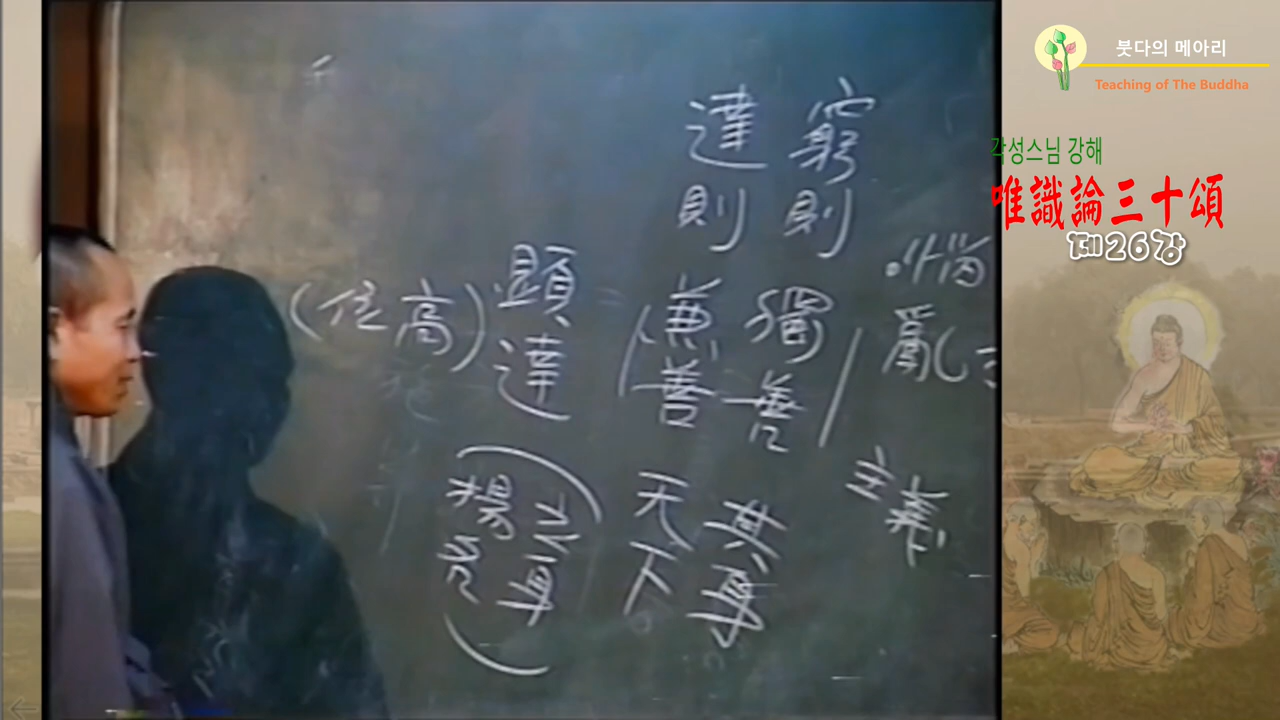 惱亂
窮則獨善其身
達則兼善天下
顯達
(位高)
(立身
揚名)
붓다의 메아리
Teaching of The Buddha
각성스님 강해
唯識論三十頌
제26강